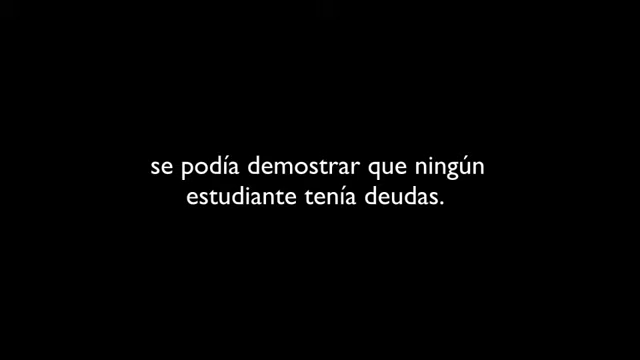 se podía demostrar que ningún
estudiante tenía deudas.